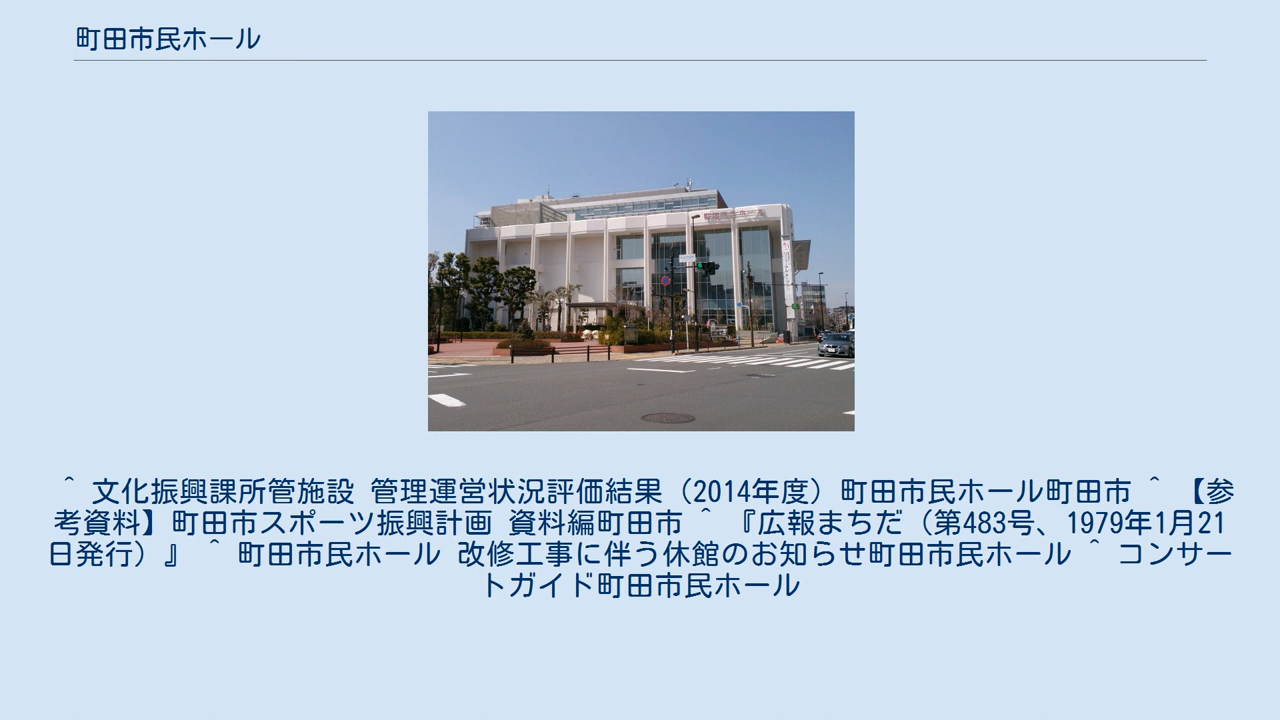 町田市民ホール
^ 文化振興課所管施設 管理運営状況評価結果（2014年度）町田市民ホール町田市 ^ 【参
考資料】町田市スポーツ振興計画 資料編町田市 ^ 『広報まちだ（第483号、1979年1月21
日発行）』 ^ 町田市民ホール 改修工事に伴う休館のお知らせ町田市民ホール ^ コンサー
トガイド町田市民ホール